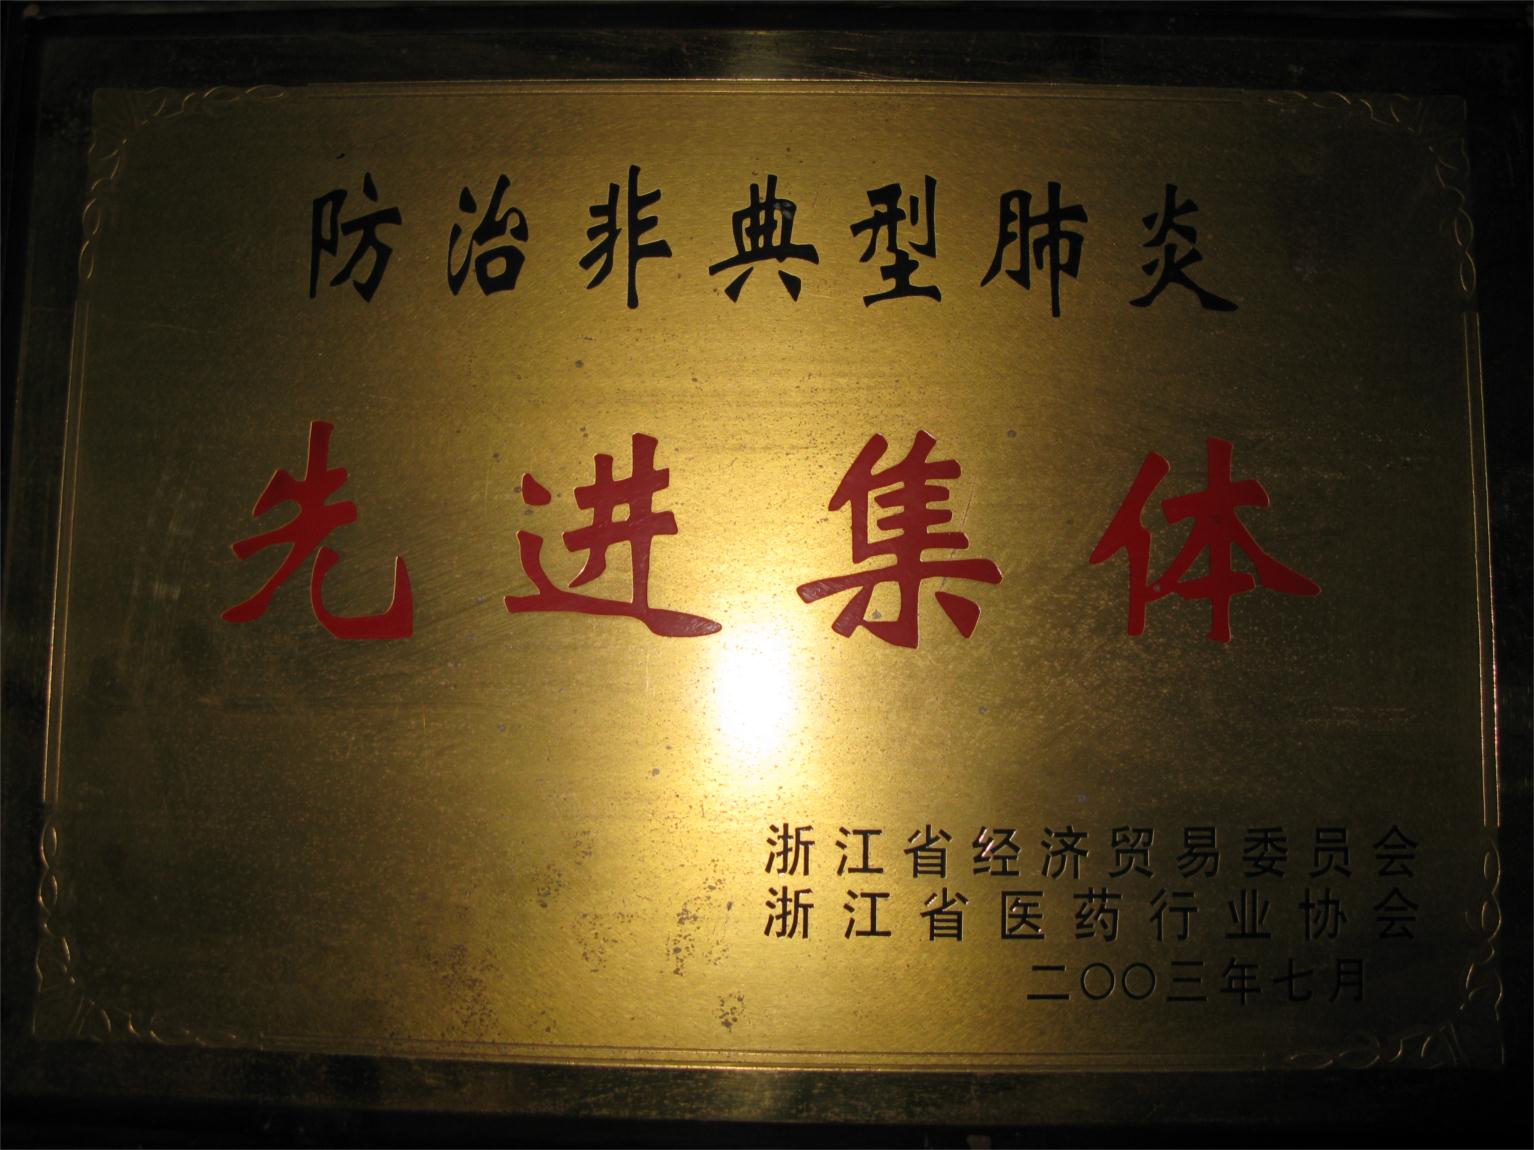 防治非典型肺炎
先进集体
浙江省经济贸易委员会
浙江省医药行业协会
二〇〇三年七月